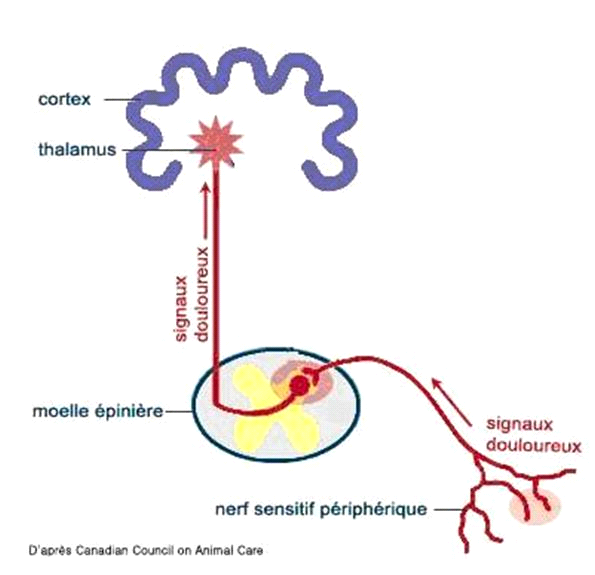 cortex
thalamus
signaux
douloureux
moelle épinière
signaux
douloureux
nerf sensitif périphérique
D'après Canadian Council on Animal Care